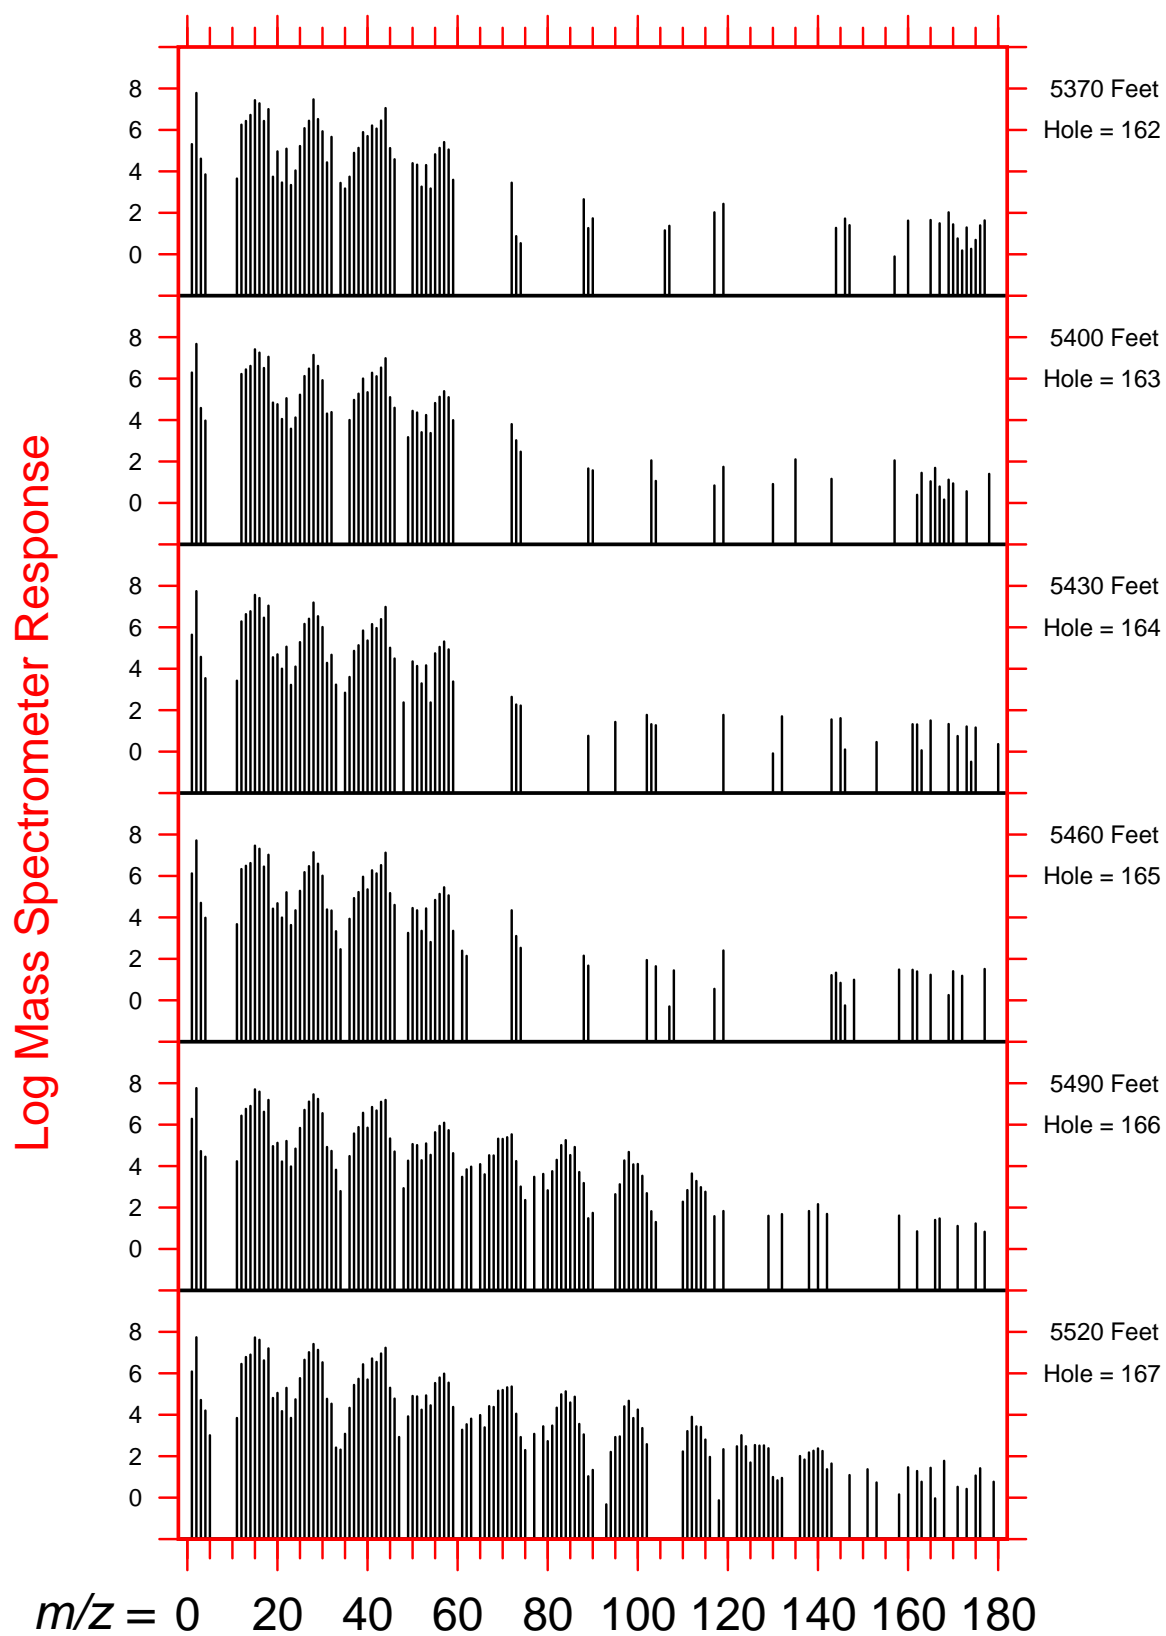 8 5370 Feet
6 Hole = 162
4
2
0
8 5400 Feet
6 Hole = 163
4
2
0
8 5430 Feet
6 Hole = 164
4
2
0
8 5460 Feet
6 Hole = 165
4
2
0
8 5490 Feet
6 Hole = 166
4
2
0
8 5520 Feet
6 Hole = 167
4
2
0
Log Mass Spectrometer Response
m/z = 0 20 40 60 80 100 120 140 160 180